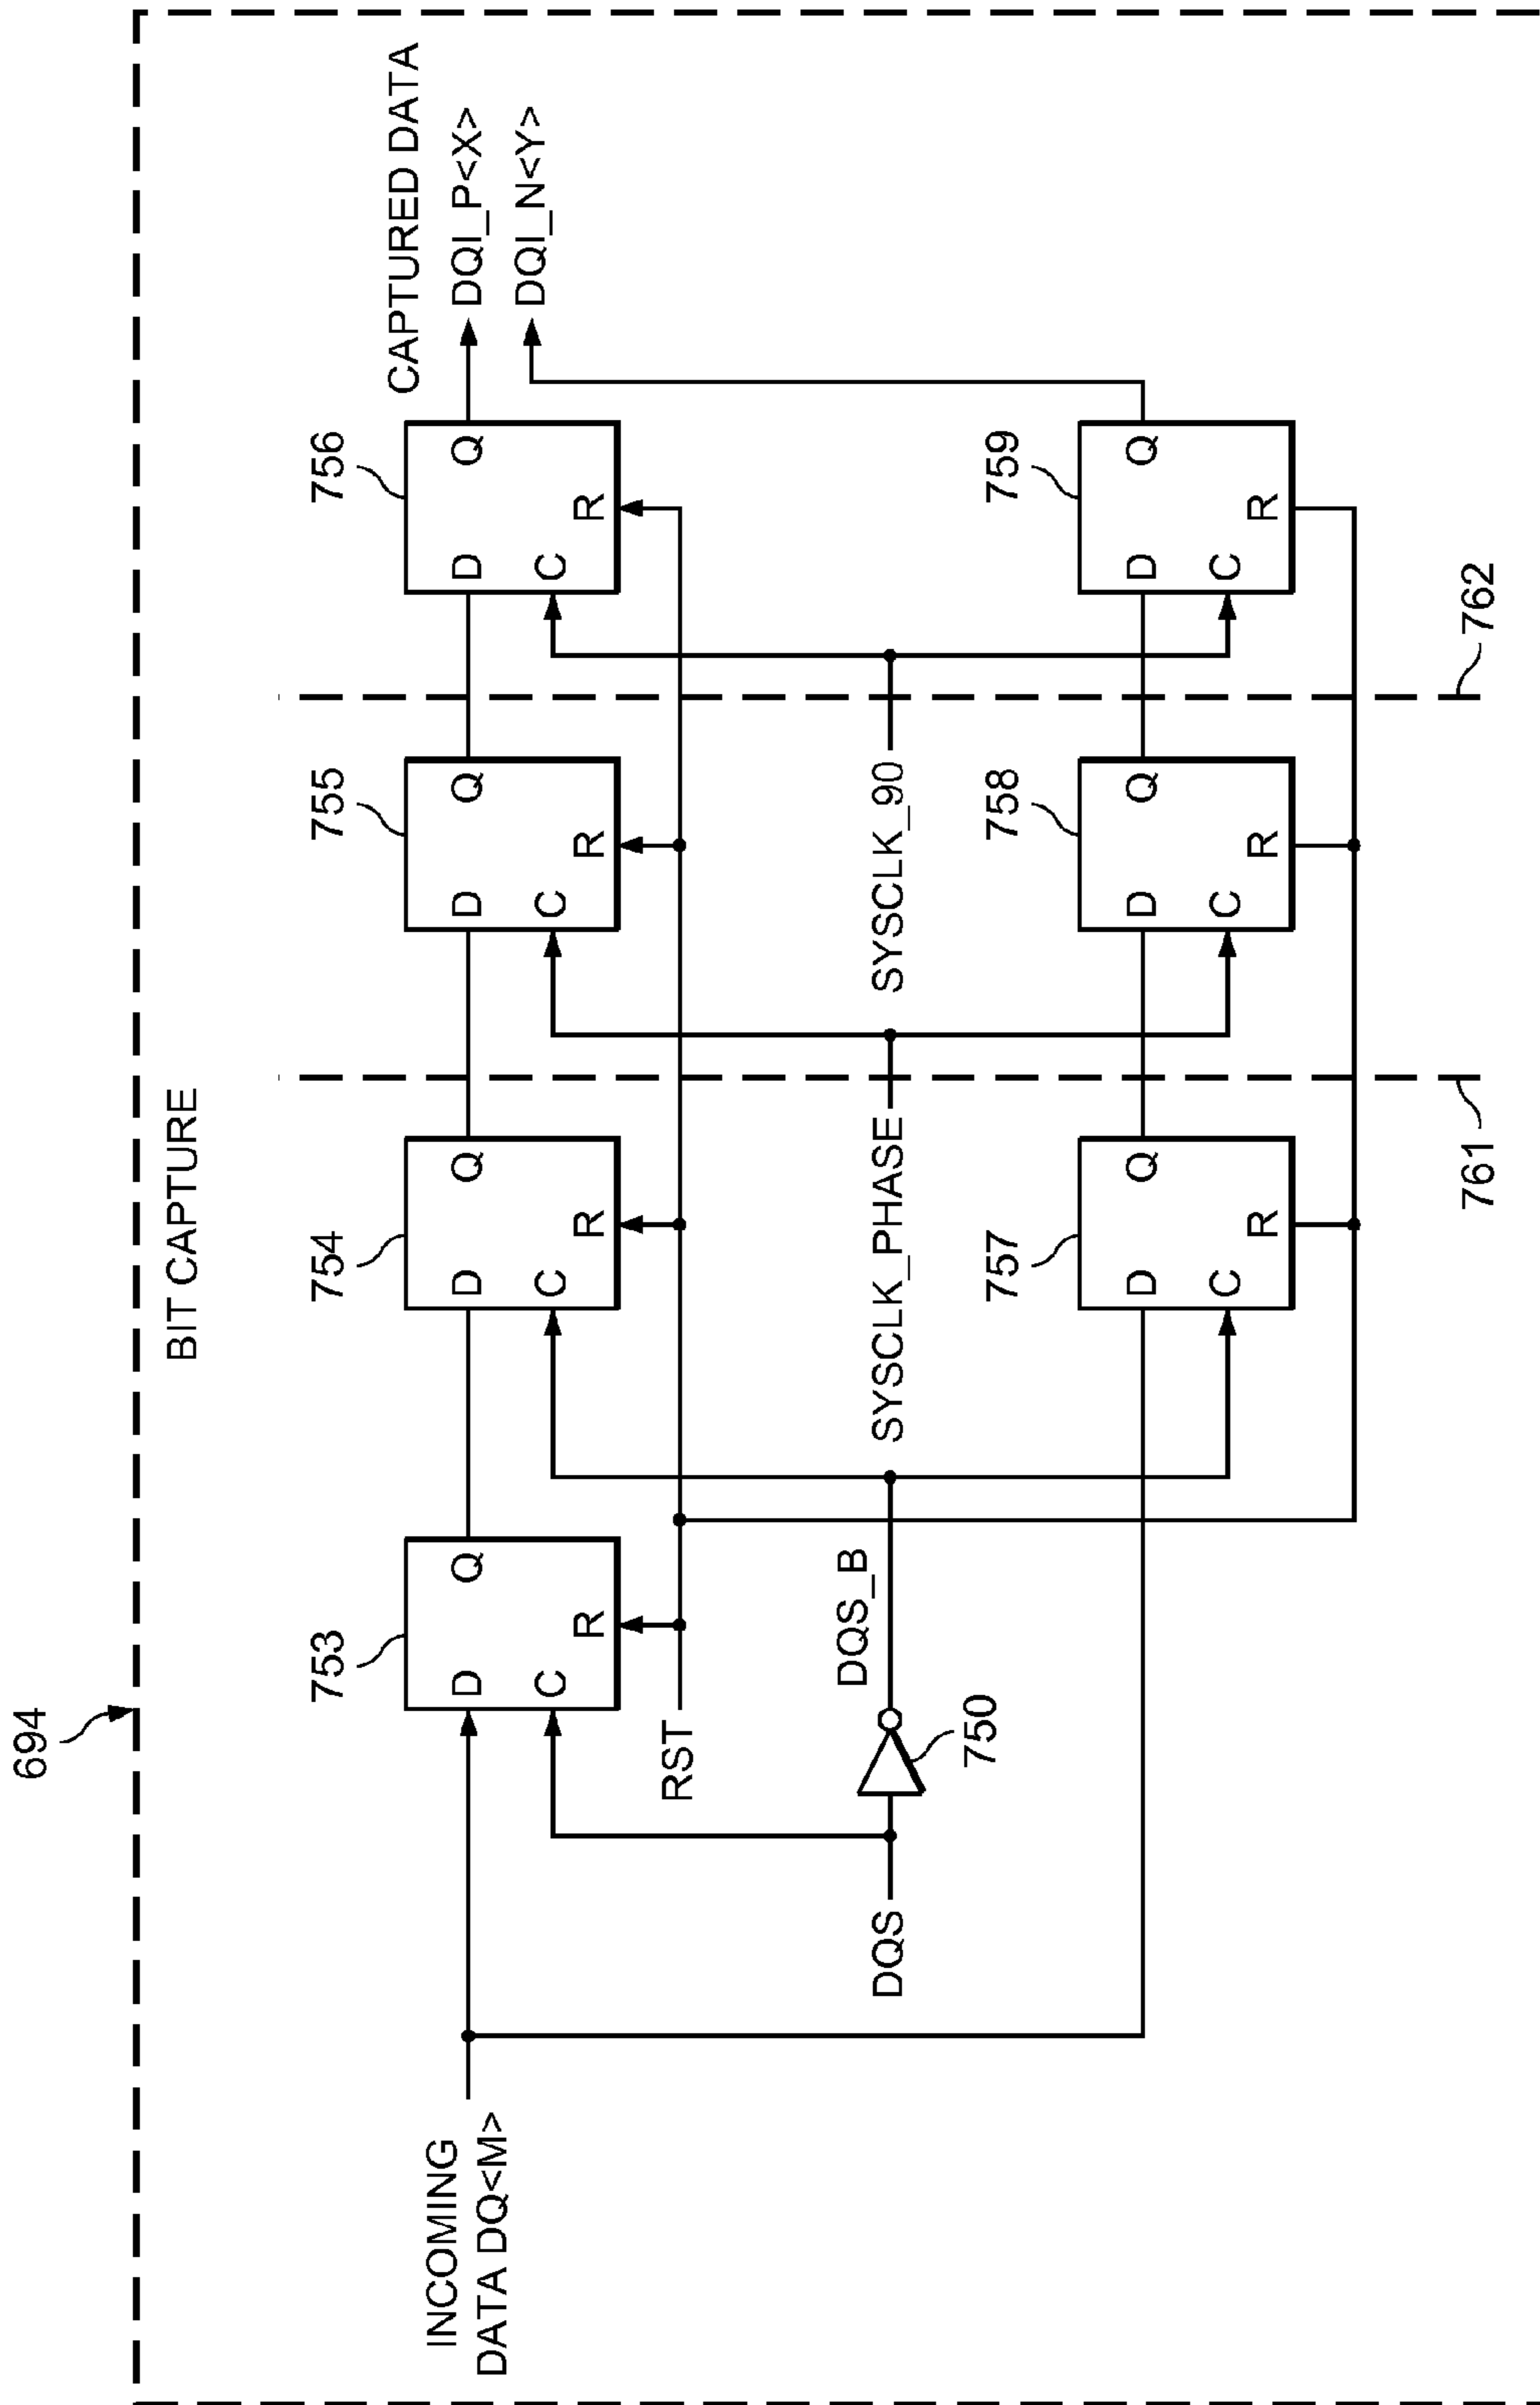 694
BIT CAPTURE
753
754
755
756
CAPTURED DATA
INCOMING
DATA DQ<M>
D
Q
C
R
D
Q
C
R
D
Q
C
R
D
Q
C
R
DQI_P<X>
DQI_N<Y>
RST
DQS
DQS_B
750
SYSCLK_PHASE
SYSCLK_90
757
758
759
D
Q
C
R
D
Q
C
R
D
Q
C
R
761
762